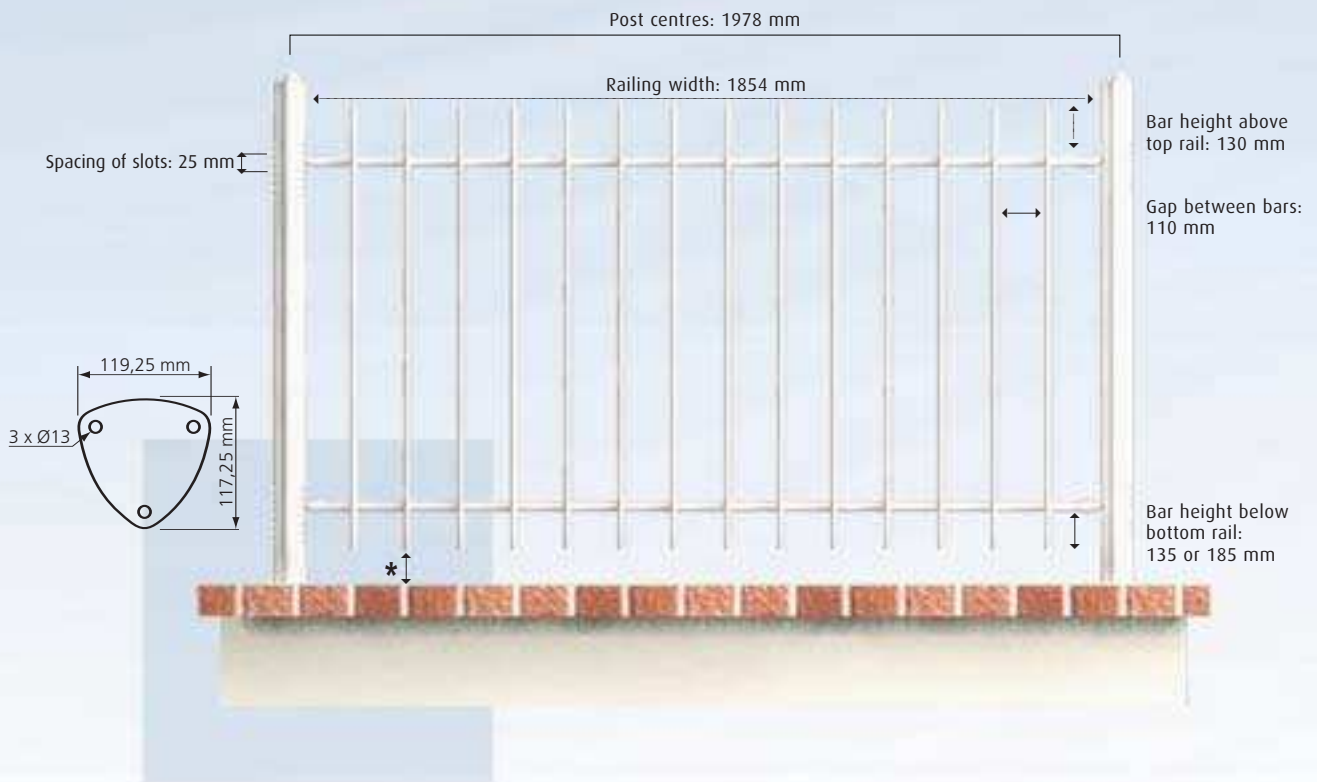 Post centres: 1978 mm
Railing width: 1854 mm
Bar height above
top rail: 130 mm
Spacing of slots: 25 mm
Gap between bars:
110 mm
119,25 mm
3 x Ø13
117,25 mm
Bar height below
bottom rail:
135 or 185 mm
*